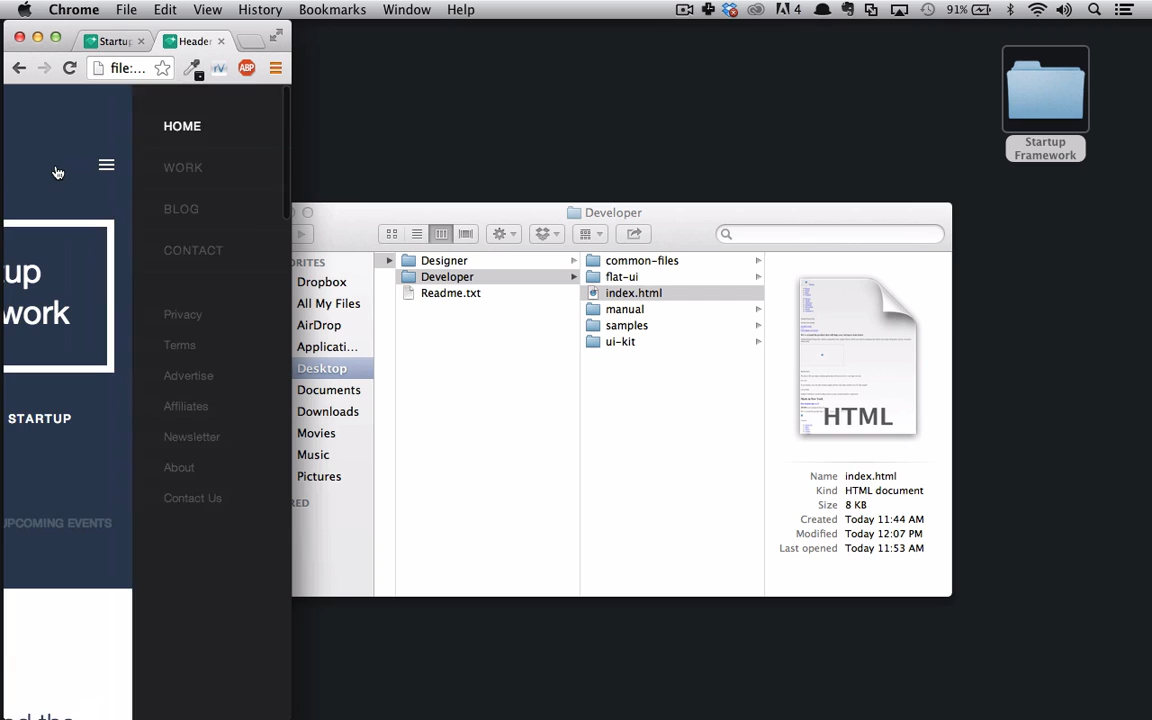 Chrome File Edit View History Bookmarks Window Help 4 91%
Startup Header
file:...
ABP
HOME
WORK
BLOG
CONTACT
Privacy
Terms
Advertise
Affiliates
Newsletter
About
Contact Us
up
work
STARTUP
UPCOMING EVENTS
Developer
ORITES
Dropbox
All My Files
AirDrop
Applicati...
Desktop
Documents
Downloads
Movies
Music
Pictures
RED
Designer
Developer
Readme.txt
common-files
flat-ui
index.html
manual
samples
ui-kit
HTML
Name index.html
Kind HTML document
Size 8 KB
Created Today 11:44 AM
Modified Today 12:07 PM
Last opened Today 11:53 AM
Startup
Framework